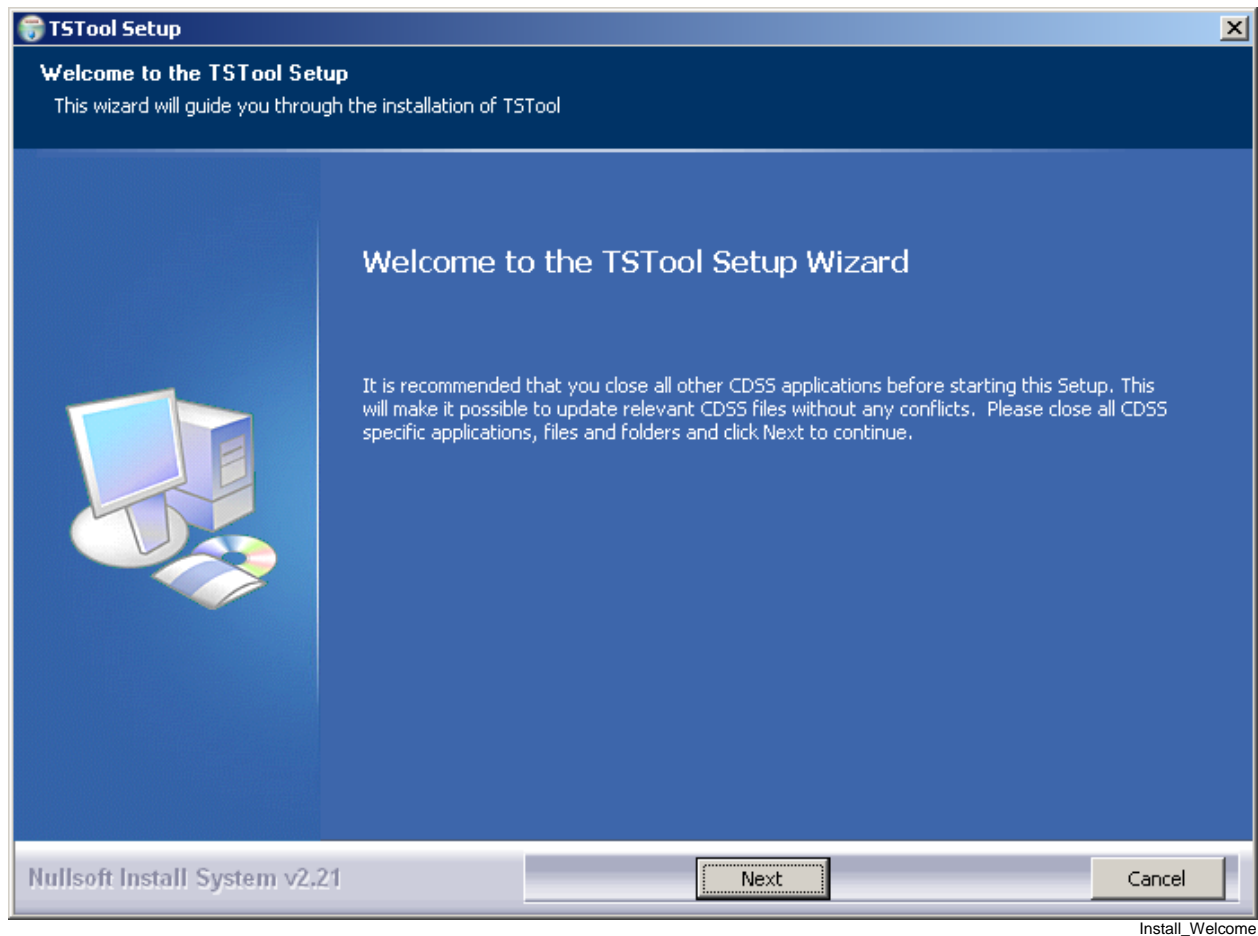 TSTool Setup
Welcome to the TSTool Setup
This wizard will guide you through the installation of TSTool
Welcome to the TSTool Setup Wizard
It is recommended that you close all other CDSS applications before starting this Setup. This
will make it possible to update relevant CDSS files without any conflicts.  Please close all CDSS
specific applications, files and folders and click Next to continue.
Nullsoft Install System v2.21
Next
Cancel
Install_Welcome